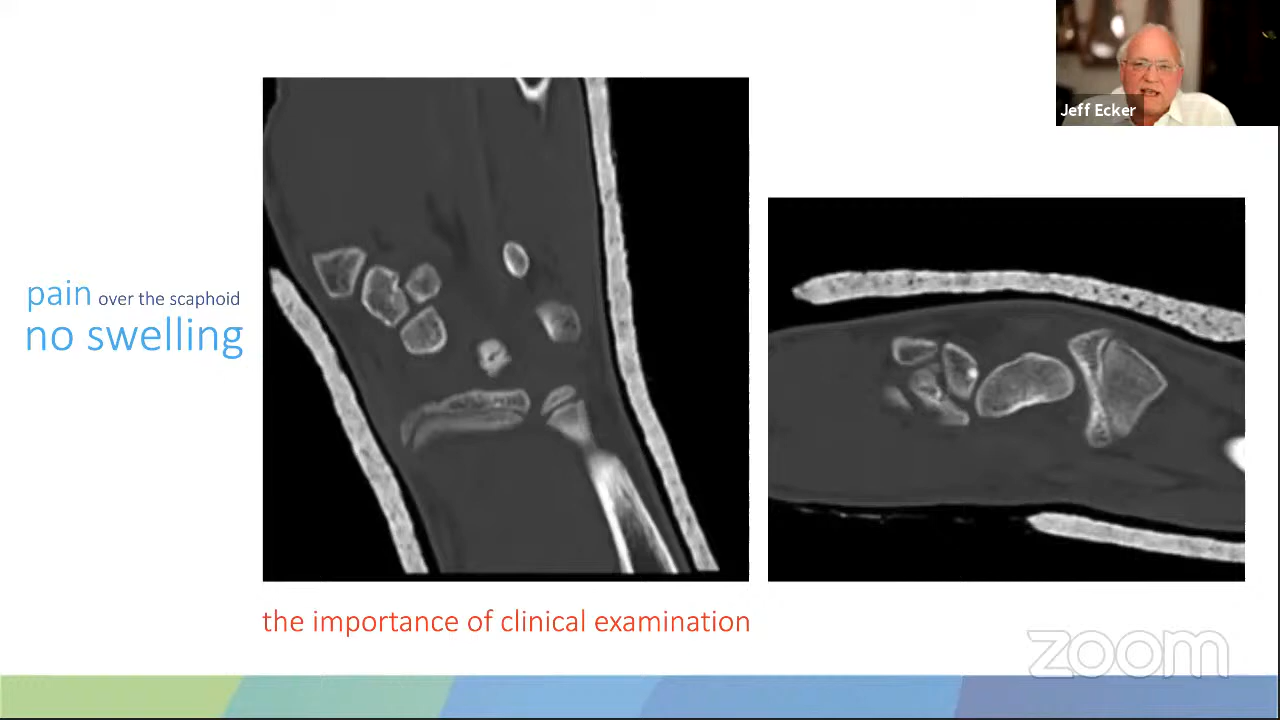 Jeff Ecker
pain over the scaphoid
no swelling
the importance of clinical examination
zoom